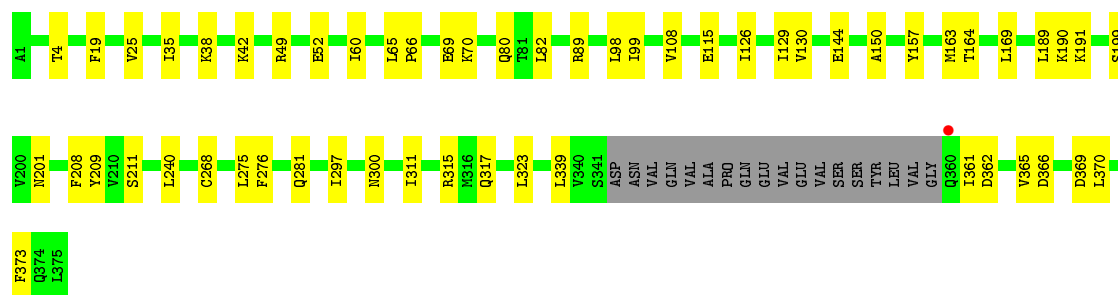 A1 T4 F19 V25 I35 K38 K42 R49 E52 I60 L65 P66 E69 K70 Q80 T81 L82 R89 L98 I99 V108 E115 I126 I129 V130 E144 A150 Y157 M163 T164 L169 L189 K190 K191 S199
V200 N201 F208 Y209 V210 S211 L240 C268 L275 F276 Q281 I297 N300 I311 R315 M316 Q317 L323 L339 V340 S341 ASP ASN VAL GLN VAL ALA PRO GLN GLU VAL GLU VAL SER SER TYR LEU VAL GLY Q360 I361 D362 V365 D366 D369 L370
F373 Q374 L375